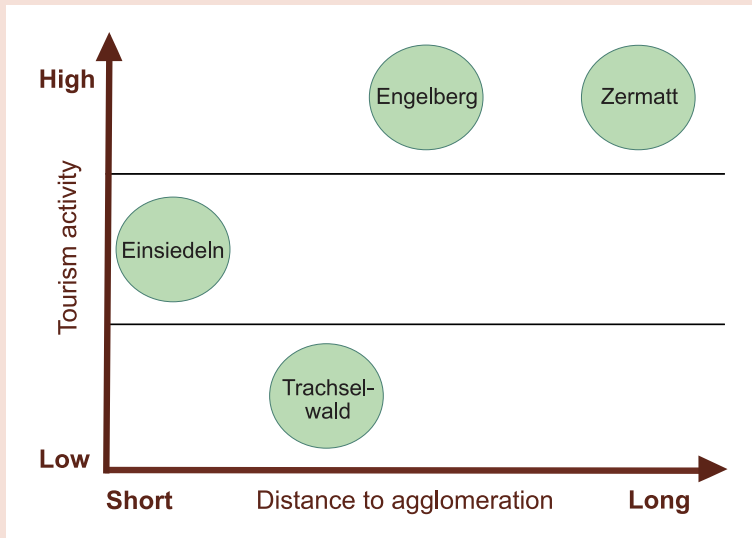 High
Engelberg
Zermatt
Tourism activity
Einsiedeln
Trachsel-
wald
Low
Short
Distance to agglomeration
Long